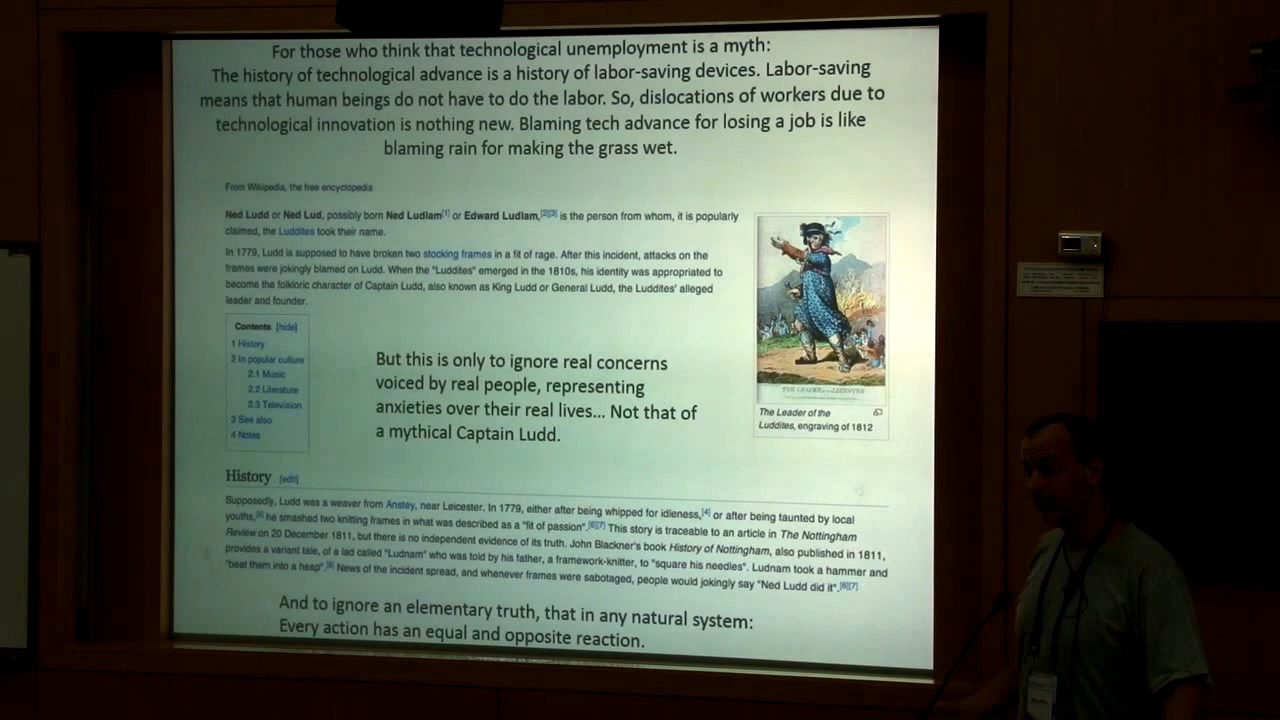 For those who think that technological unemployment is a myth:
The history of technological advance is a history of labor-saving devices. Labor-saving
means that human beings do not have to do the labor. So, dislocations of workers due to
technological innovation is nothing new. Blaming tech advance for losing a job is like
blaming rain for making the grass wet.
From Wikipedia, the free encyclopedia
Ned Ludd or Ned Lud, possibly born Ned Ludlam[1] or Edward Ludlam,[2][3] is the person from whom, it is popularly
claimed, the Luddites took their name.
In 1779, Ludd is supposed to have broken two stocking frames in a fit of rage. After this incident, attacks on the
frames were jokingly blamed on Ludd. When the "Luddites" emerged in the 1810s, his identity was appropriated to
become the folkloric character of Captain Ludd, also known as King Ludd or General Ludd, the Luddites' alleged
leader and founder.
Contents [hide]
1 History
2 In popular culture
2.1 Music
2.2 Literature
2.3 Television
3 See also
4 Notes
But this is only to ignore real concerns
voiced by real people, representing
anxieties over their real lives... Not that of
a mythical Captain Ludd.
THE LEADER
The Leader of the
Luddites, engraving of 1812
History [edit]
Supposedly, Ludd was a weaver from Anstey, near Leicester. In 1779, either after being whipped for idleness,[4] or after being taunted by local
youths,[5] he smashed two knitting frames in what was described as a "fit of passion".[6][7] This story is traceable to an article in The Nottingham
Review on 20 December 1811, but there is no independent evidence of its truth. John Blackner's book History of Nottingham, also published in 1811,
provides a variant tale, of a lad called "Ludnam" who was told by his father, a framework-knitter, to "square his needles". Ludnam took a hammer and
"beat them into a heap".[8] News of the incident spread, and whenever frames were sabotaged, people would jokingly say "Ned Ludd did it".[6][7]
And to ignore an elementary truth, that in any natural system:
Every action has an equal and opposite reaction.